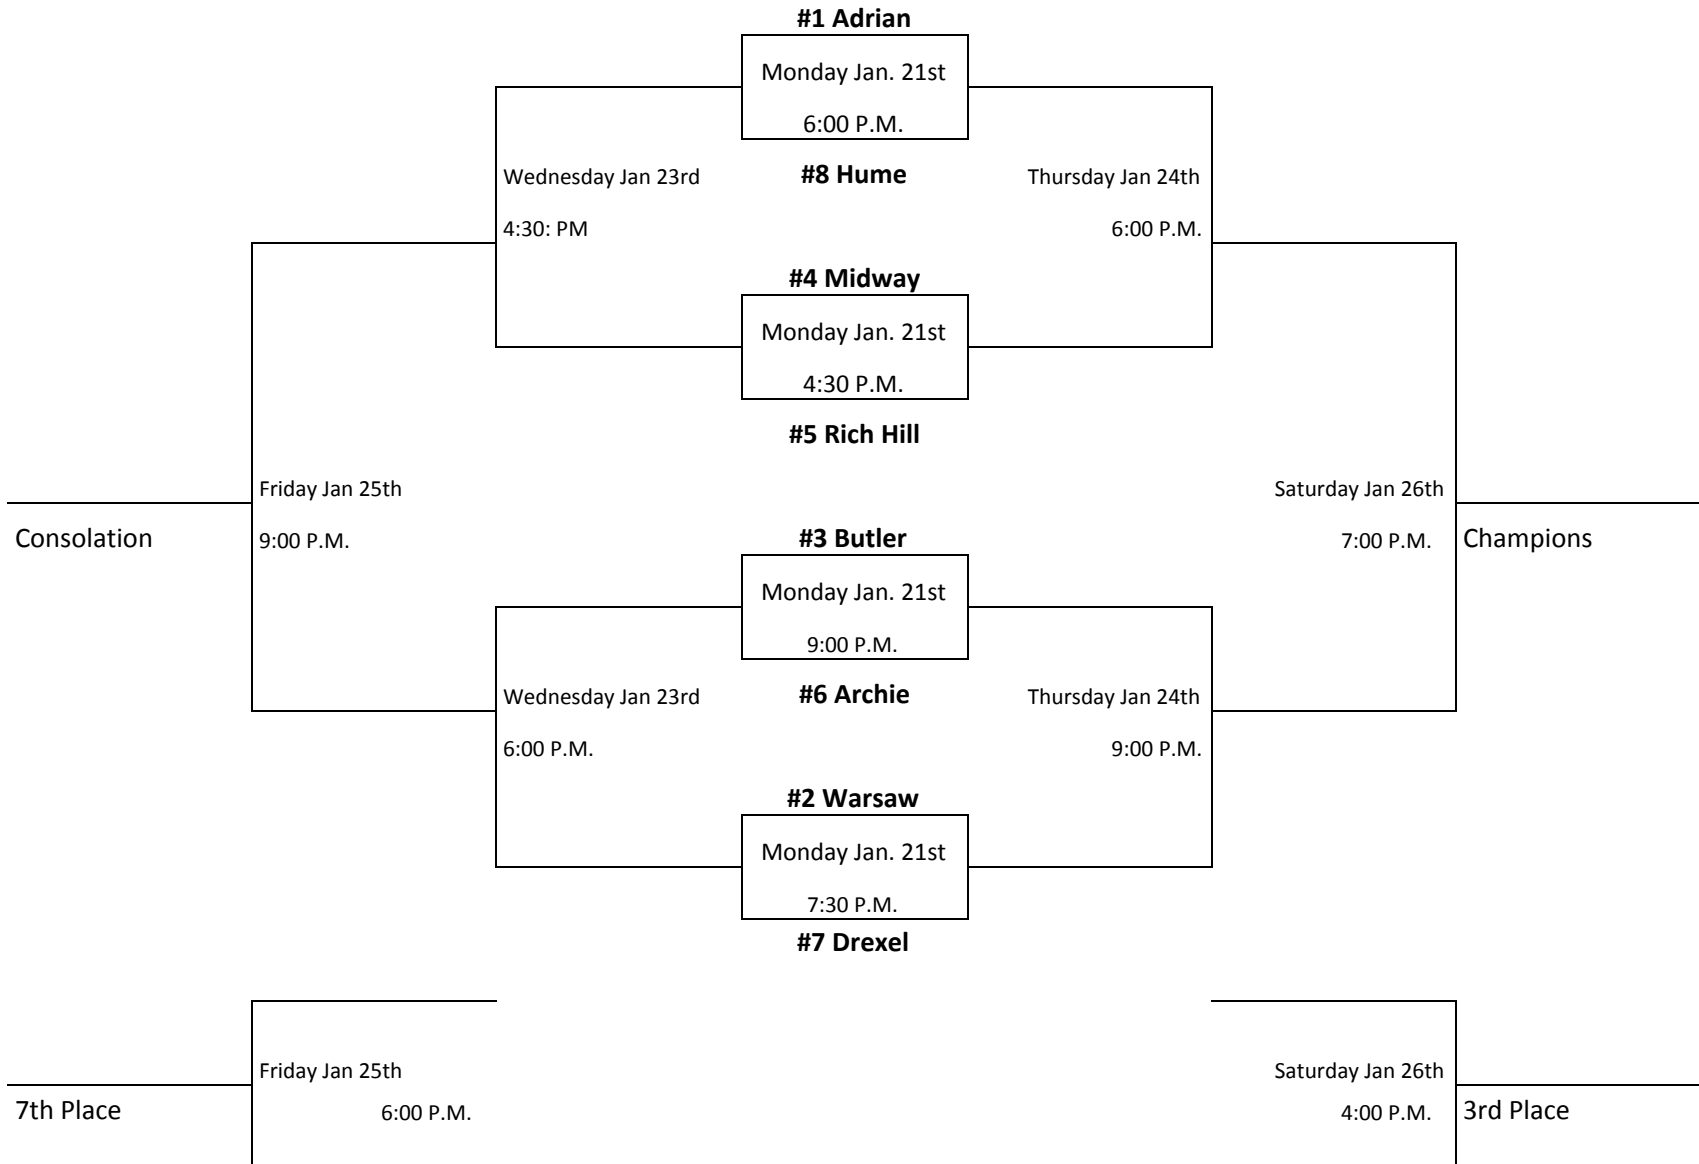 #1 Adrian
Monday Jan. 21st
6:00 P.M.
Wednesday Jan 23rd
#8 Hume
Thursday Jan 24th
4:30: PM
6:00 P.M.
#4 Midway
Monday Jan. 21st
4:30 P.M.
#5 Rich Hill
Friday Jan 25th
Saturday Jan 26th
Consolation
9:00 P.M.
#3 Butler
7:00 P.M.
Champions
Monday Jan. 21st
9:00 P.M.
Wednesday Jan 23rd
#6 Archie
Thursday Jan 24th
6:00 P.M.
9:00 P.M.
#2 Warsaw
Monday Jan. 21st
7:30 P.M.
#7 Drexel
Friday Jan 25th
Saturday Jan 26th
7th Place
6:00 P.M.
4:00 P.M.
3rd Place